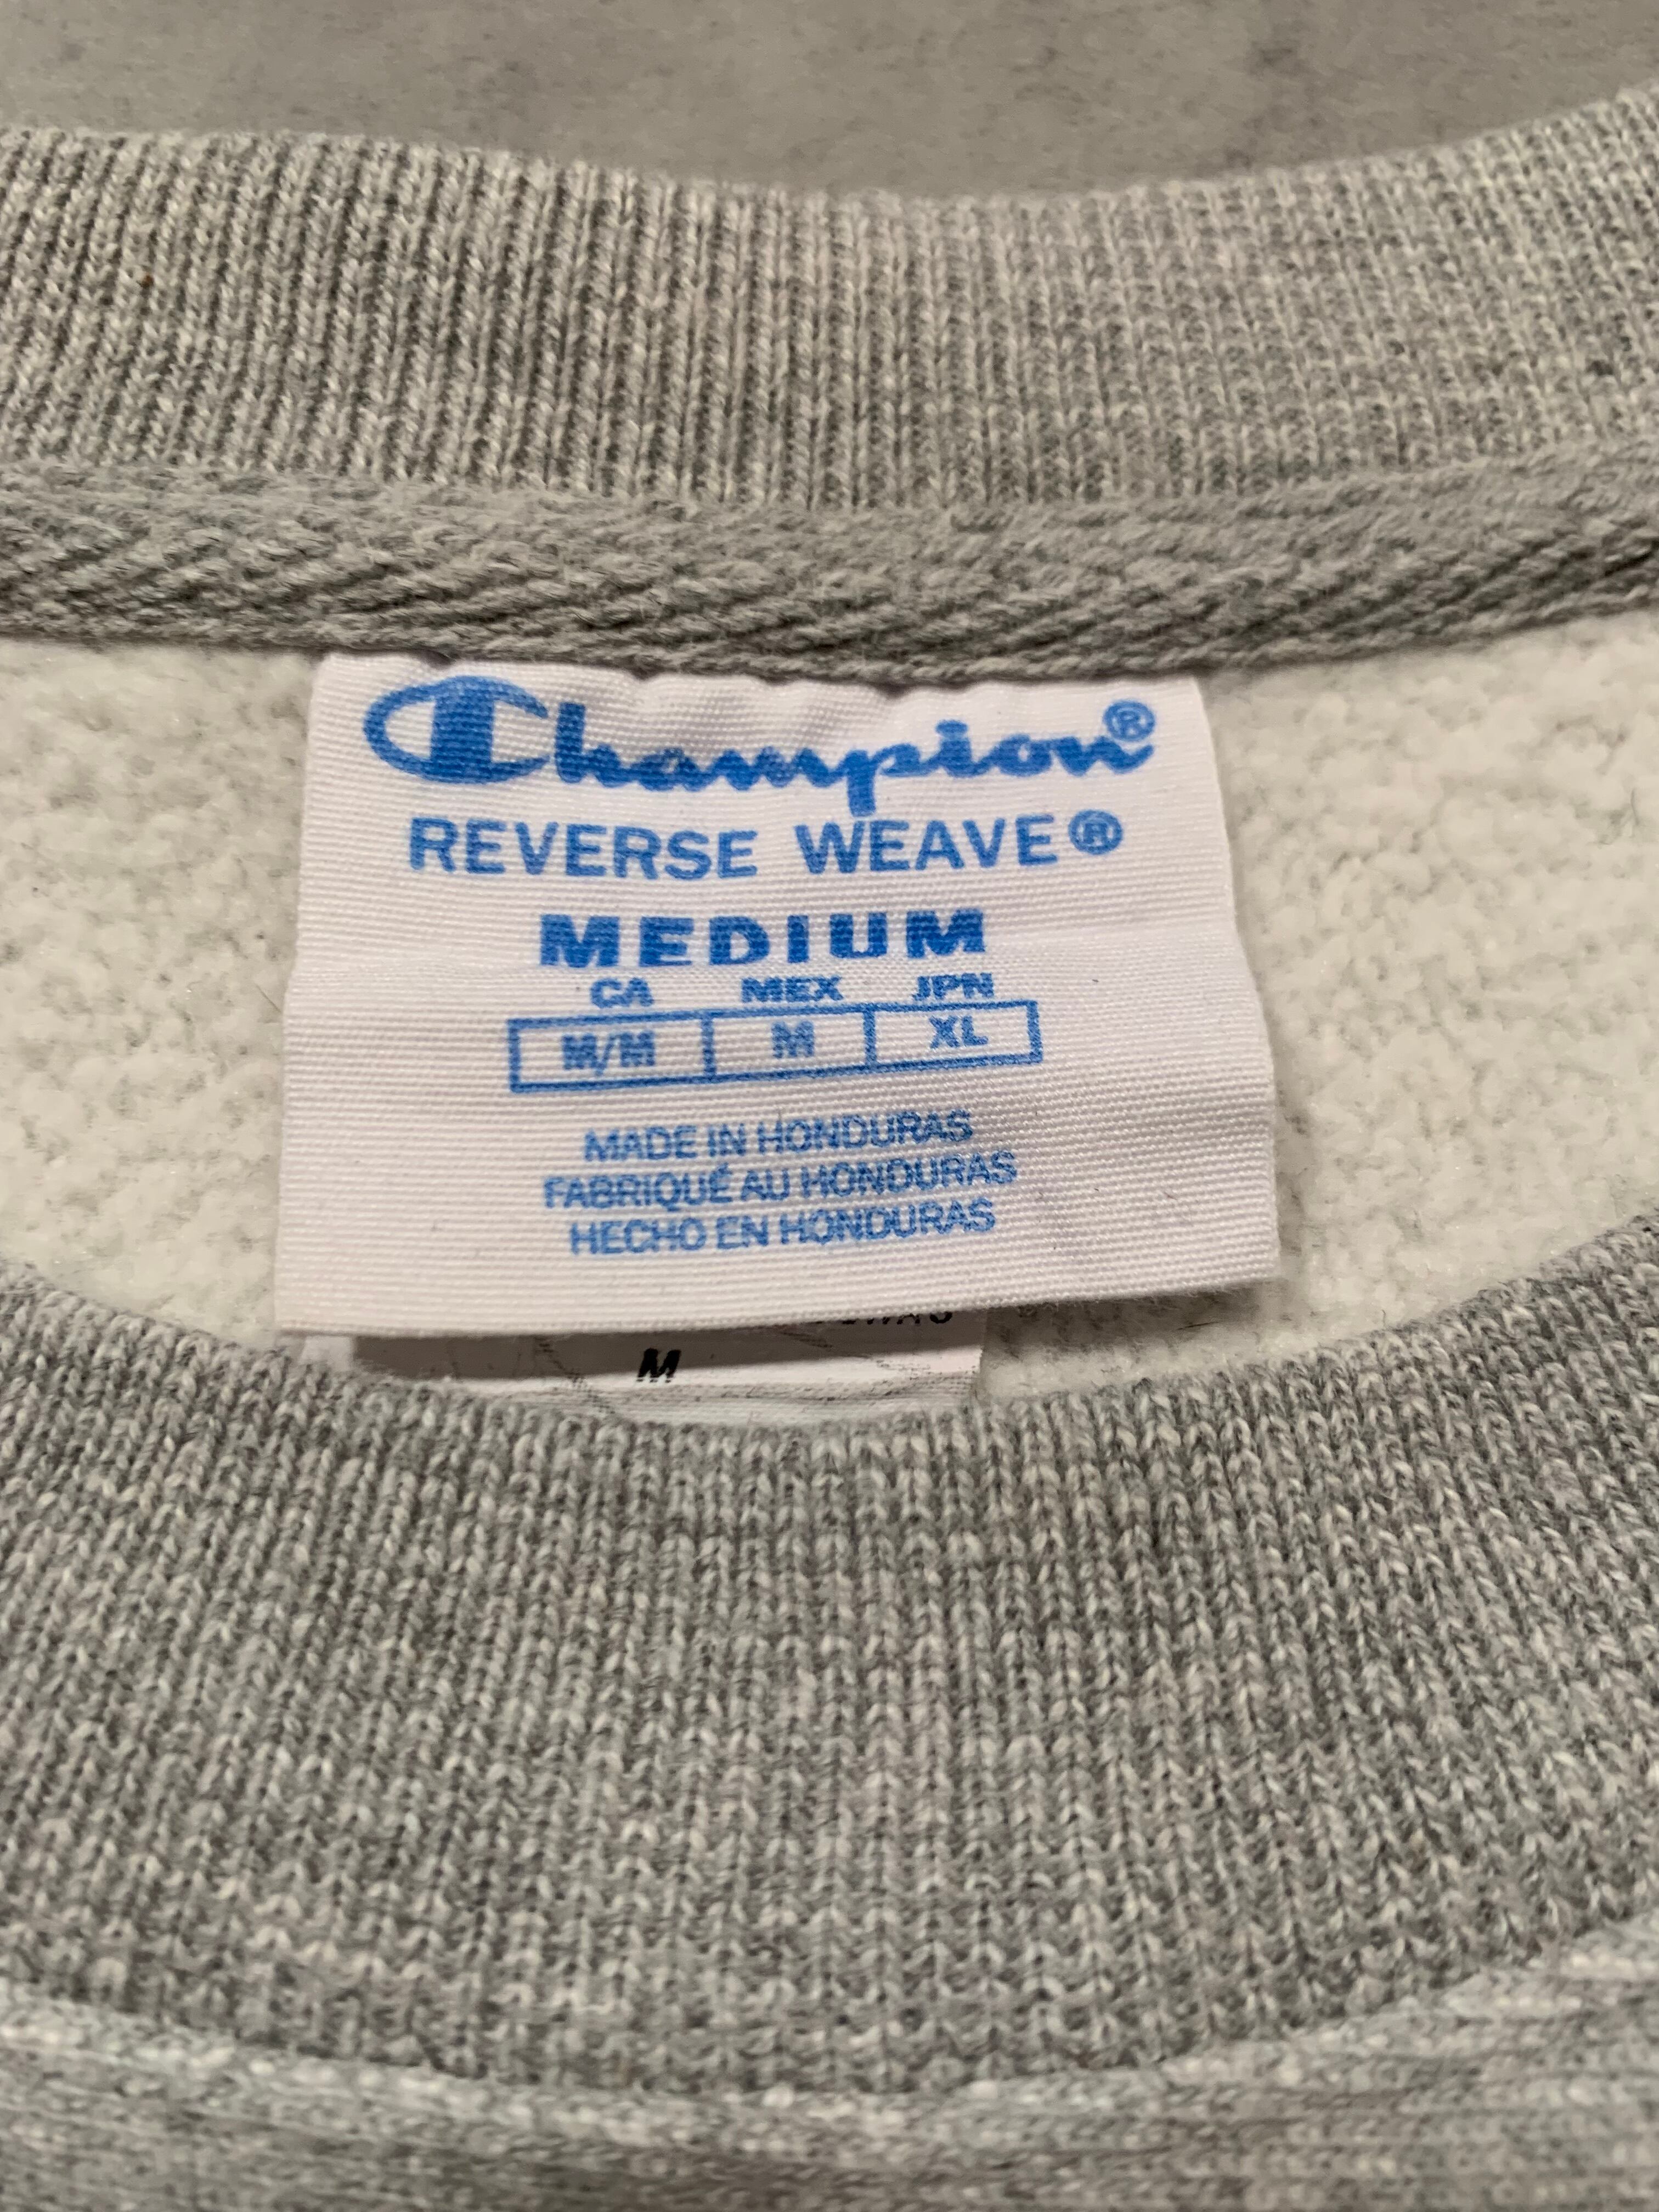 Champion®
REVERSE WEAVE®
MEDIUM
CA MEX JPN
M/M M XL
MADE IN HONDURAS
FABRIQUÉ AU HONDURAS
HECHO EN HONDURAS
M